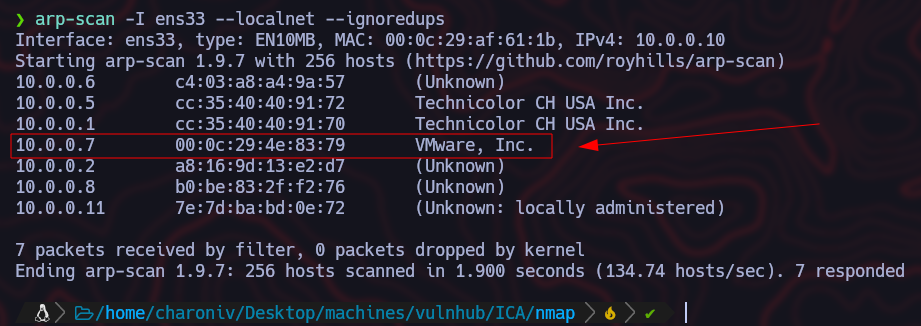 ❯ arp-scan -I ens33 --localnet --ignoredups
Interface: ens33, type: EN10MB, MAC: 00:0c:29:af:61:1b, IPv4: 10.0.0.10
Starting arp-scan 1.9.7 with 256 hosts (https://github.com/royhills/arp-scan)
10.0.0.6 c4:03:a8:a4:9a:57 (Unknown)
10.0.0.5 cc:35:40:40:91:72 Technicolor CH USA Inc.
10.0.0.1 cc:35:40:40:91:70 Technicolor CH USA Inc.
10.0.0.7 00:0c:29:4e:83:79 VMware, Inc.
10.0.0.2 a8:16:9d:13:e2:d7 (Unknown)
10.0.0.8 b0:be:83:2f:f2:76 (Unknown)
10.0.0.11 7e:7d:ba:bd:0e:72 (Unknown: locally administered)
7 packets received by filter, 0 packets dropped by kernel
Ending arp-scan 1.9.7: 256 hosts scanned in 1.900 seconds (134.74 hosts/sec). 7 responded
/home/charoniv/Desktop/machines/vulnhub/ICA/nmap